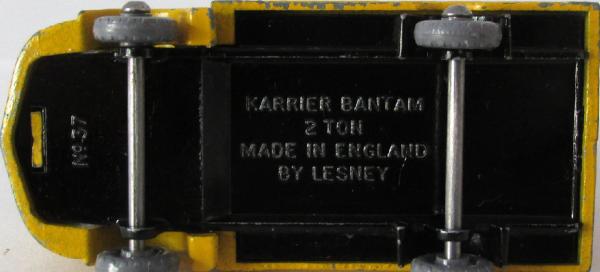 No. 37
KARRIER BANTAM
2 TON
MADE IN ENGLAND
BY LESNEY